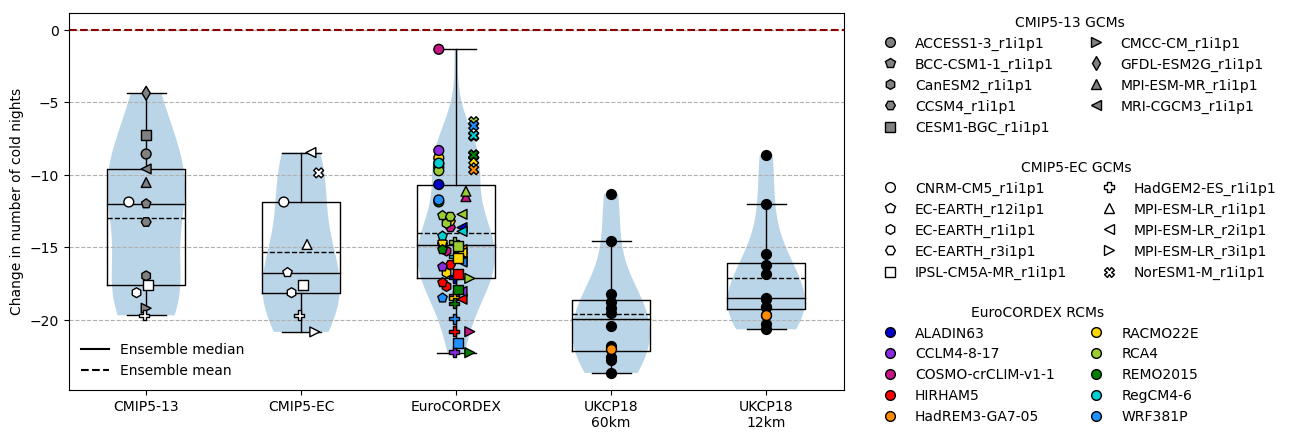 Change in number of cold nights
0
−5
−10
−15
−20
Ensemble median
Ensemble mean
CMIP5-13
CMIP5-EC
EuroCORDEX
UKCP18
60km
UKCP18
12km
CMIP5-13 GCMs
ACCESS1-3_r1i1p1
BCC-CSM1-1_r1i1p1
CanESM2_r1i1p1
CCSM4_r1i1p1
CESM1-BGC_r1i1p1
CMCC-CM_r1i1p1
GFDL-ESM2G_r1i1p1
MPI-ESM-MR_r1i1p1
MRI-CGCM3_r1i1p1
CMIP5-EC GCMs
CNRM-CM5_r1i1p1
EC-EARTH_r12i1p1
EC-EARTH_r1i1p1
EC-EARTH_r3i1p1
IPSL-CM5A-MR_r1i1p1
HadGEM2-ES_r1i1p1
MPI-ESM-LR_r1i1p1
MPI-ESM-LR_r2i1p1
MPI-ESM-LR_r3i1p1
NorESM1-M_r1i1p1
EuroCORDEX RCMs
ALADIN63
CCLM4-8-17
COSMO-crCLIM-v1-1
HIRHAM5
HadREM3-GA7-05
RACMO22E
RCA4
REMO2015
RegCM4-6
WRF381P